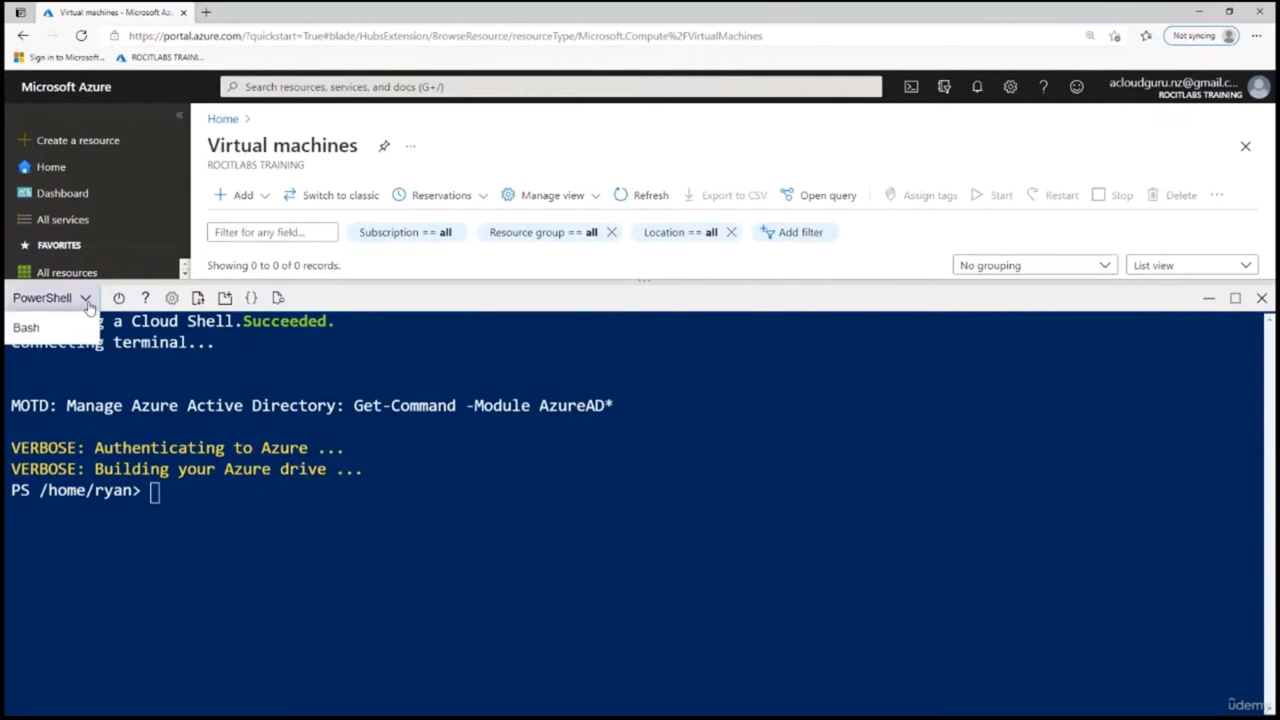 Virtual machines - Microsoft Az
https://portal.azure.com/?quickstart=True#blade/HubsExtension/BrowseResource/resourceType/Microsoft.Compute%2FVirtualMachines
Not syncing
Sign in to Microsoft...
ROCITLABS TRAINI...
Microsoft Azure
Search resources, services, and docs (G+/)
acloudguru.nz@gmail.c...
ROCITLABS TRAINING
Create a resource
Home
Dashboard
All services
FAVORITES
All resources
Home >
Virtual machines
ROCITLABS TRAINING
Add
Switch to classic
Reservations
Manage view
Refresh
Export to CSV
Open query
Assign tags
Start
Restart
Stop
Delete
Filter for any field...
Subscription == all
Resource group == all
Location == all
Add filter
Showing 0 to 0 of 0 records.
No grouping
List view
PowerShell
Bash
a Cloud Shell.Succeeded.
terminal...
MOTD: Manage Azure Active Directory: Get-Command -Module AzureAD*
VERBOSE: Authenticating to Azure ...
VERBOSE: Building your Azure drive ...
PS /home/ryan>
udemy